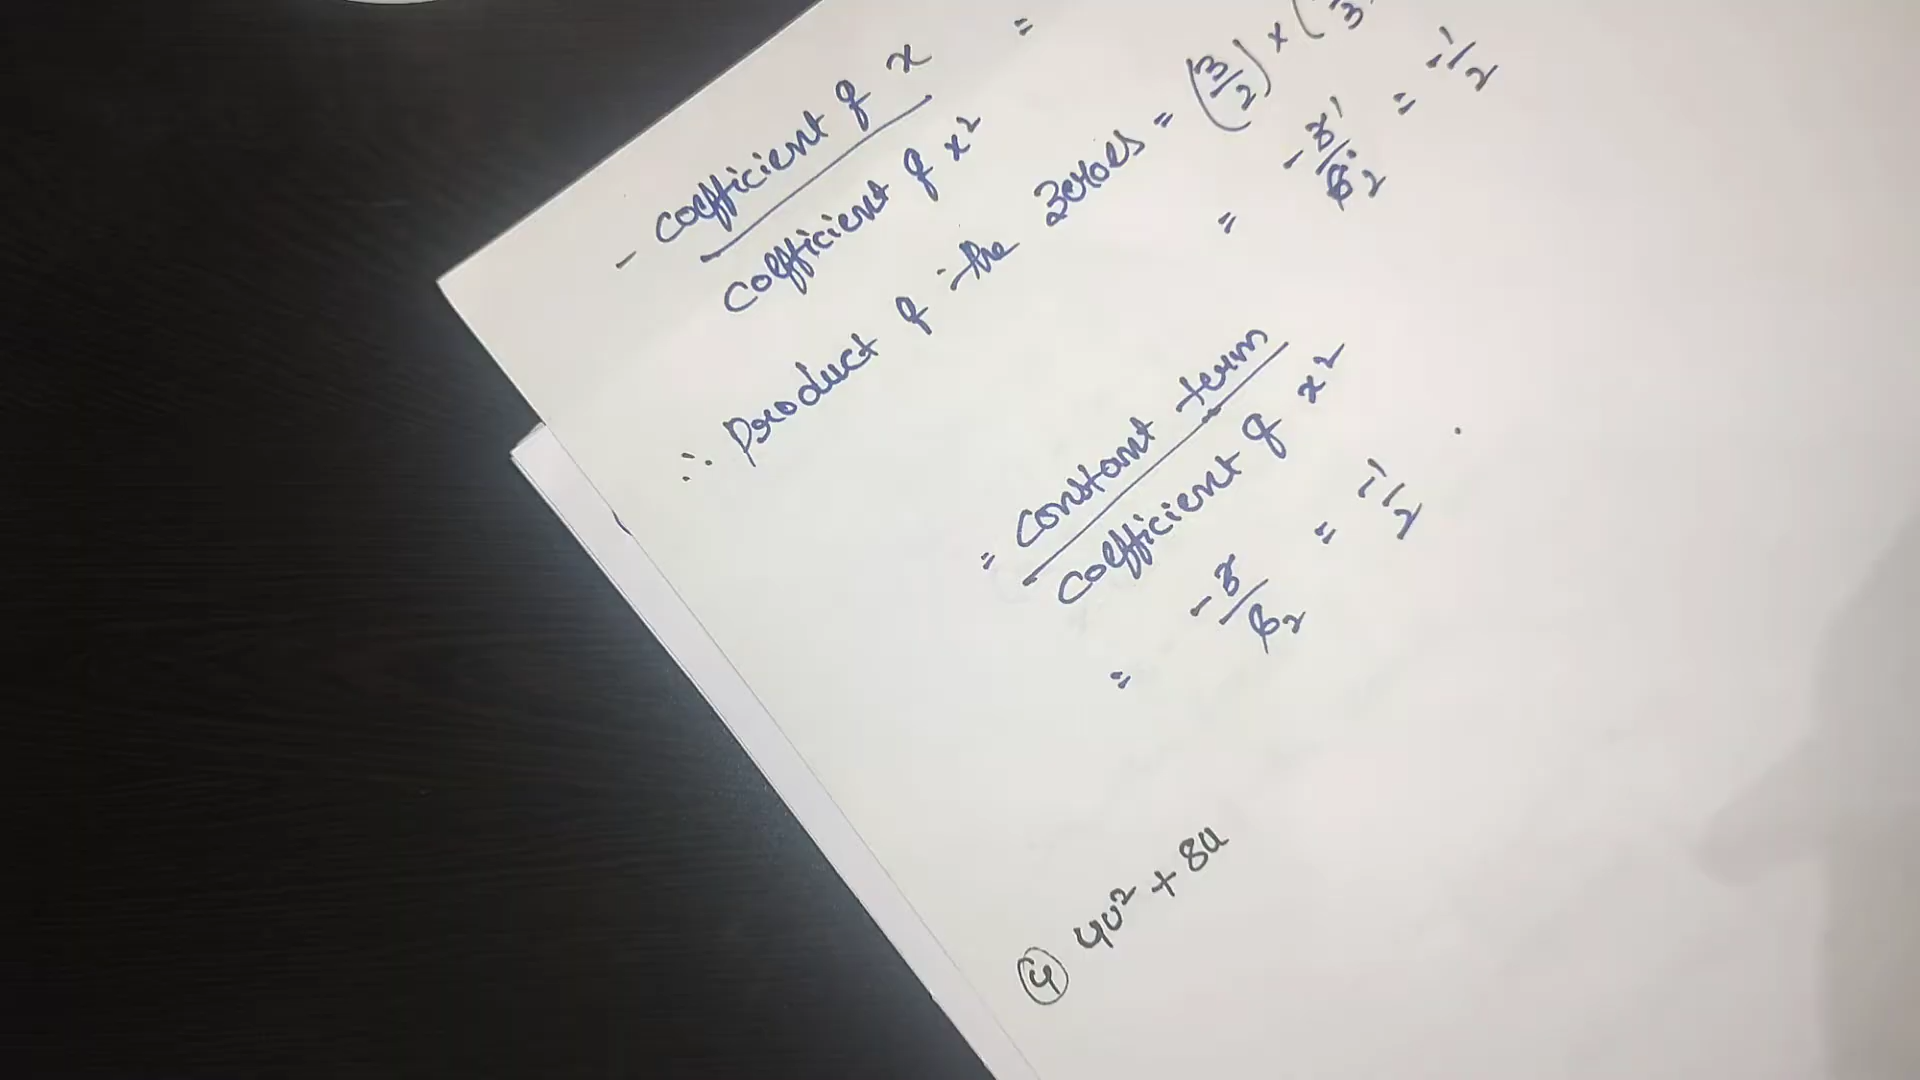 - coefficient of x / coefficient of x² =
∴ Product of the zeroes = (3/2) × (
= -3/6 = -1/2
= constant term / coefficient of x²
= -3/6 2 = -1/2
④ 4u² + 8u